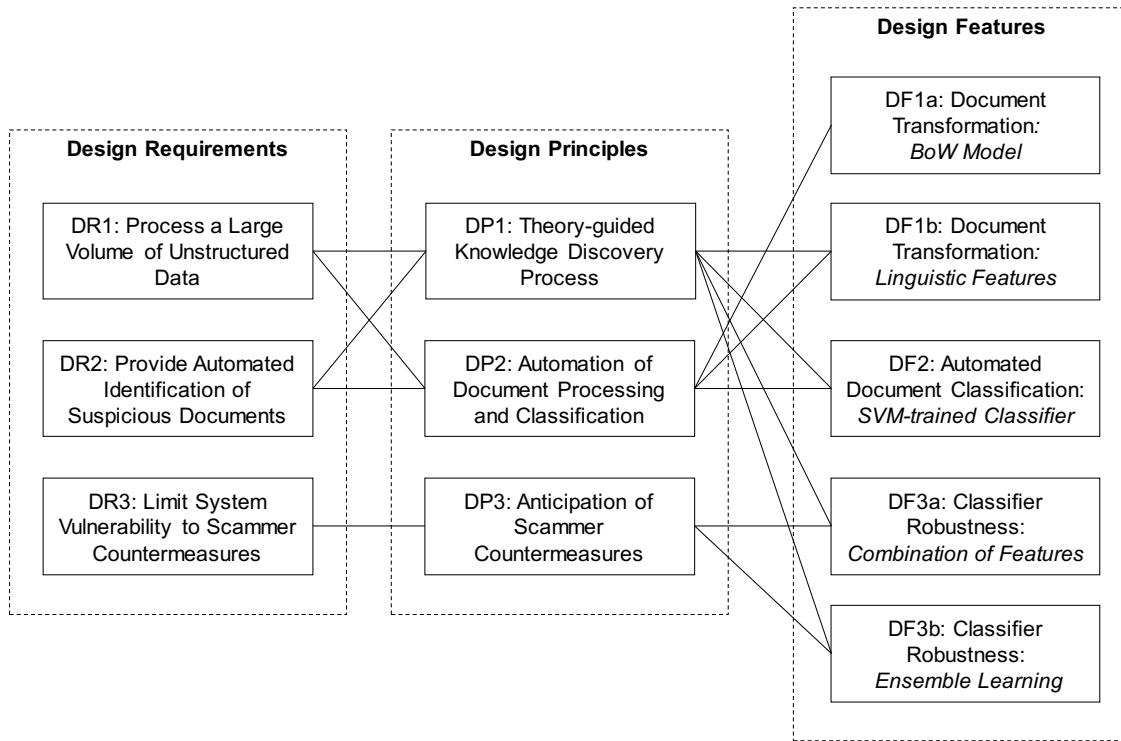 Design Requirements
DR1: Process a Large
Volume of Unstructured
Data
DR2: Provide Automated
Identification of
Suspicious Documents
DR3: Limit System
Vulnerability to Scammer
Countermeasures
Design Principles
DP1: Theory-guided
Knowledge Discovery
Process
DP2: Automation of
Document Processing
and Classification
DP3: Anticipation of
Scammer
Countermeasures
Design Features
DF1a: Document
Transformation:
BoW Model
DF1b: Document
Transformation:
Linguistic Features
DF2: Automated
Document Classification:
SVM-trained Classifier
DF3a: Classifier
Robustness:
Combination of Features
DF3b: Classifier
Robustness:
Ensemble Learning